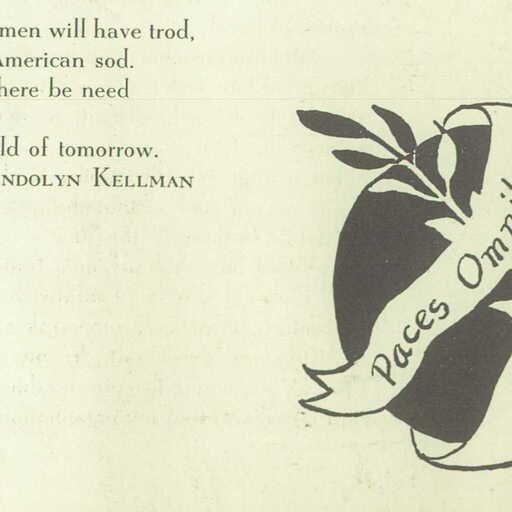 men will have trod,
American sod.
here be need
ld of tomorrow.
NDOLYN KELLMAN
Paces Omni